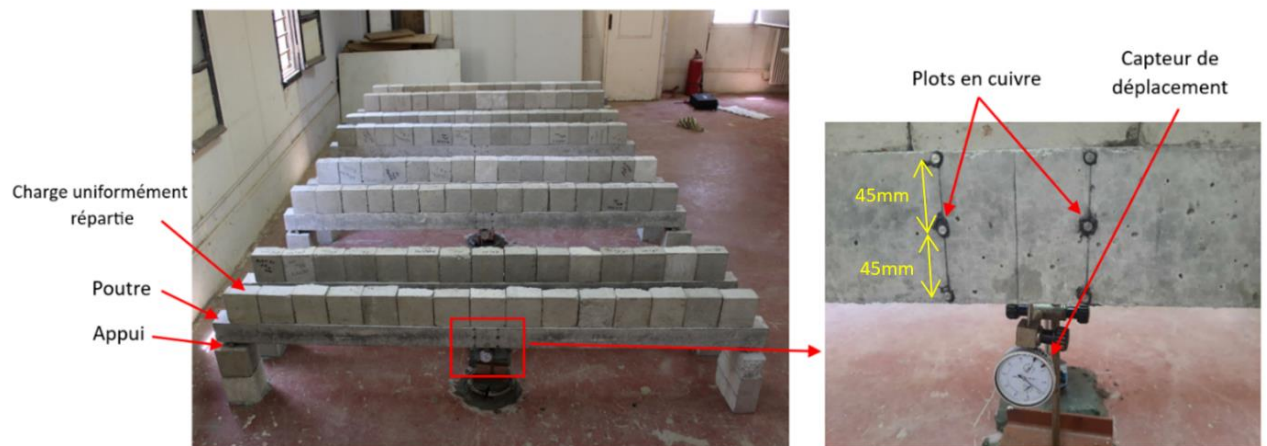 Charge uniformément
répartie
Poutre
Appui
Plots en cuivre
Capteur de
déplacement
45mm
45mm